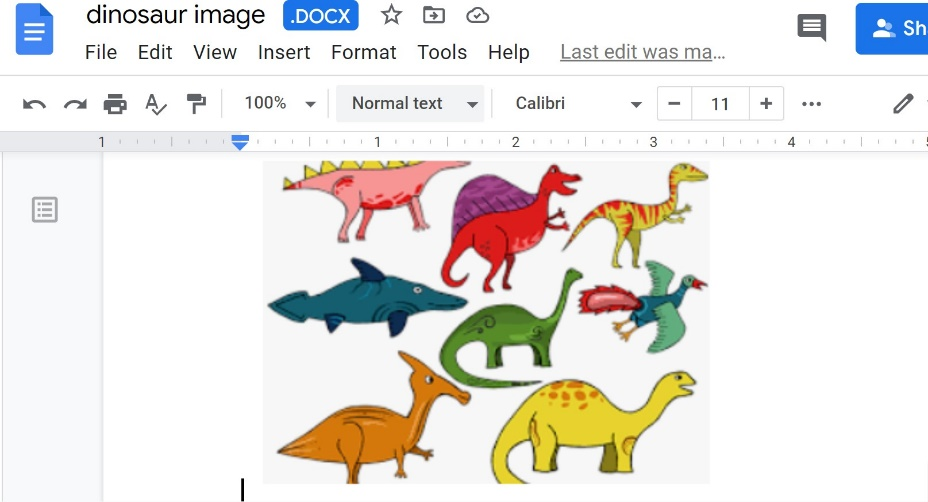 dinosaur image .DOCX
File Edit View Insert Format Tools Help Last edit was ma…
100% Normal text Calibri − 11 +
1 1 2 3 4